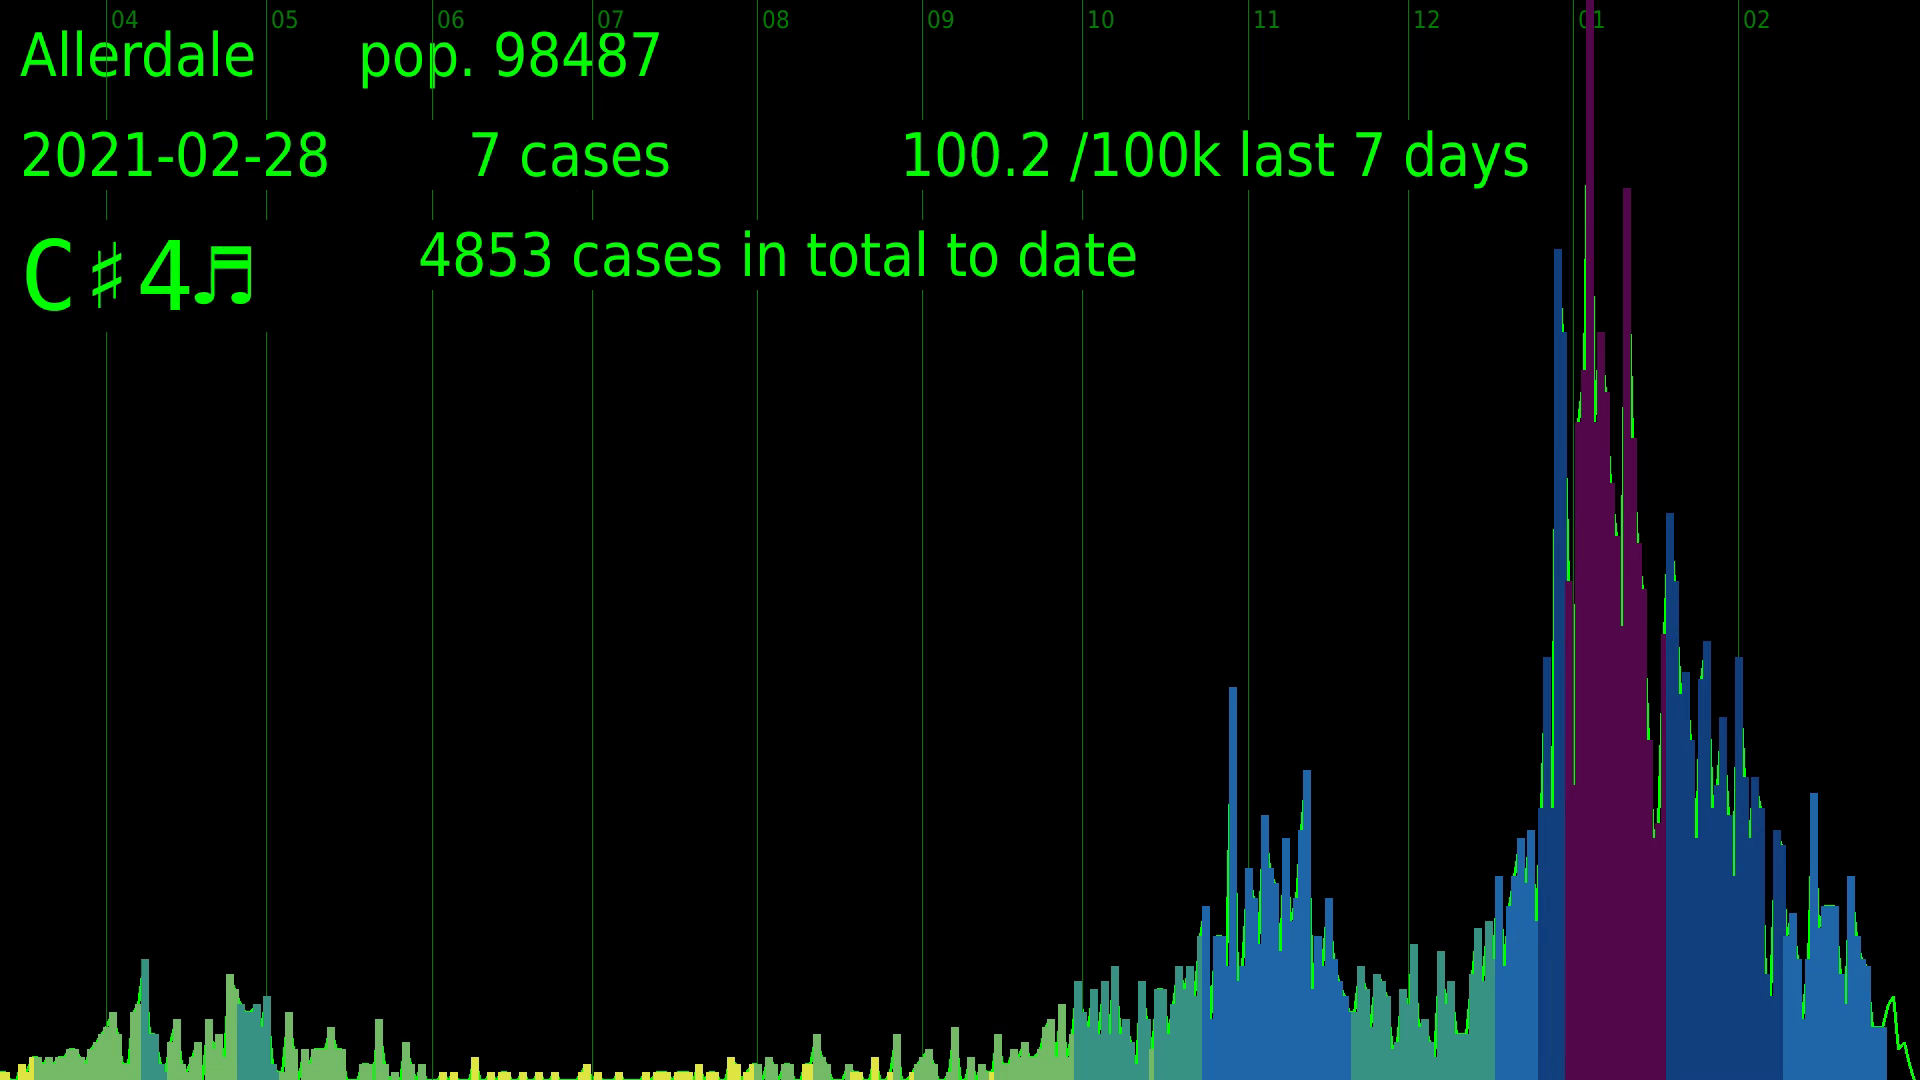 04 05 06 07 08 09 10 11 12 01 02
Allerdale pop. 98487
2021-02-28 7 cases 100.2 /100k last 7 days
C♯4♬ 4853 cases in total to date